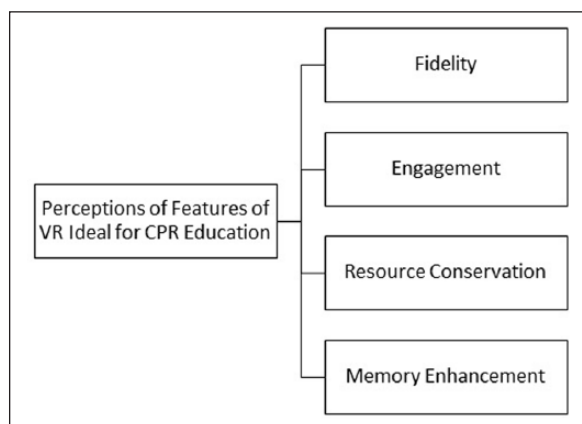 Perceptions of Features of
VR Ideal for CPR Education
Fidelity
Engagement
Resource Conservation
Memory Enhancement